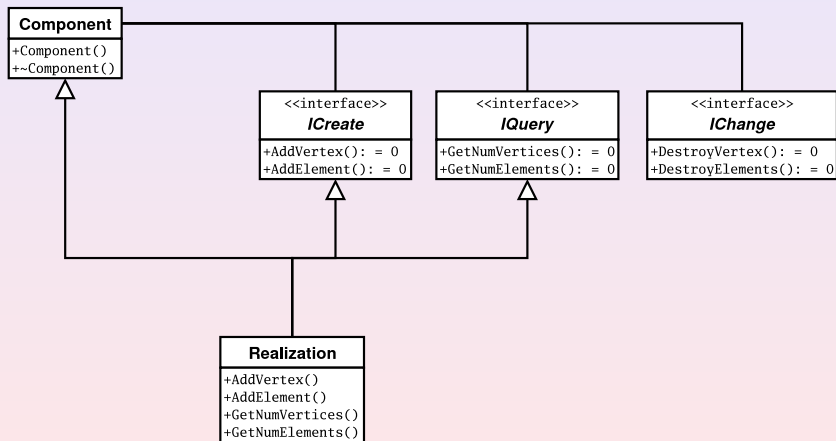 Component
+Component()
+~Component()
<<interface>>
ICreate
+AddVertex(): = 0
+AddElement(): = 0
<<interface>>
IQuery
+GetNumVertices(): = 0
+GetNumElements(): = 0
<<interface>>
IChange
+DestroyVertex(): = 0
+DestroyElements(): = 0
Realization
+AddVertex()
+AddElement()
+GetNumVertices()
+GetNumElements()